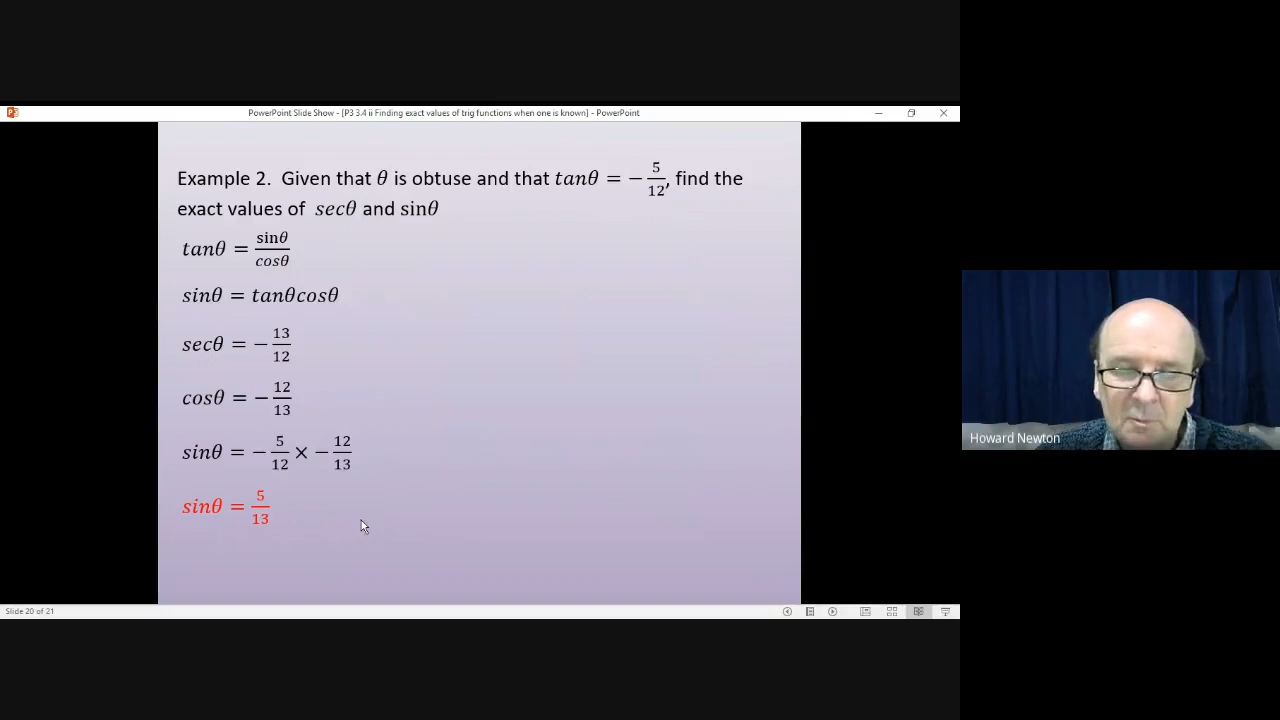 PowerPoint Slide Show - [P3 3.4 ii Finding exact values of trig functions when one is known] - PowerPoint
Example 2. Given that θ is obtuse and that tanθ = −5/12, find the
exact values of secθ and sinθ
tanθ = sinθ/cosθ
sinθ = tanθcosθ
secθ = −13/12
cosθ = −12/13
sinθ = −5/12 × −12/13
sinθ = 5/13
Howard Newton
Slide 20 of 21